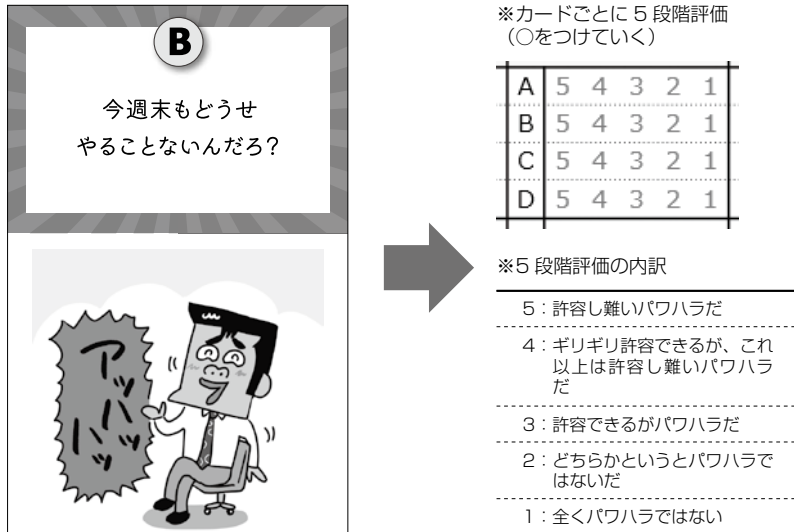 B
今週末もどうせ
やることないんだろ?
アッハッハッ
※カードごとに 5 段階評価
(○をつけていく)
A 5 4 3 2 1
B 5 4 3 2 1
C 5 4 3 2 1
D 5 4 3 2 1
※5 段階評価の内訳
5:許容し難いパワハラだ
4:ギリギリ許容できるが、これ
以上は許容し難いパワハラ
だ
3:許容できるがパワハラだ
2:どちらかというとパワハラで
はないだ
1:全くパワハラではない